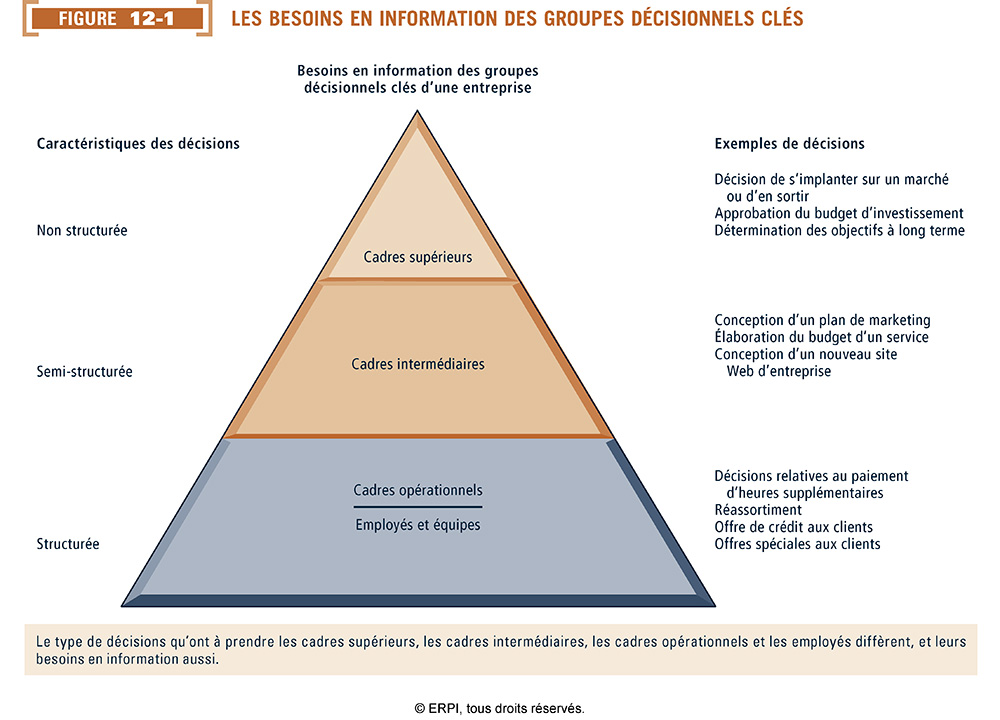 FIGURE 12-1
LES BESOINS EN INFORMATION DES GROUPES DÉCISIONNELS CLÉS
Besoins en information des groupes
décisionnels clés d'une entreprise
Caractéristiques des décisions
Exemples de décisions
Non structurée
Cadres supérieurs
Décision de s'implanter sur un marché
ou d'en sortir
Approbation du budget d'investissement
Détermination des objectifs à long terme
Semi-structurée
Cadres intermédiaires
Conception d'un plan de marketing
Élaboration du budget d'un service
Conception d'un nouveau site
Web d'entreprise
Structurée
Cadres opérationnels
Employés et équipes
Décisions relatives au paiement
d'heures supplémentaires
Réassortiment
Offre de crédit aux clients
Offres spéciales aux clients
Le type de décisions qu'ont à prendre les cadres supérieurs, les cadres intermédiaires, les cadres opérationnels et les employés diffèrent, et leurs
besoins en information aussi.
© ERPI, tous droits réservés.